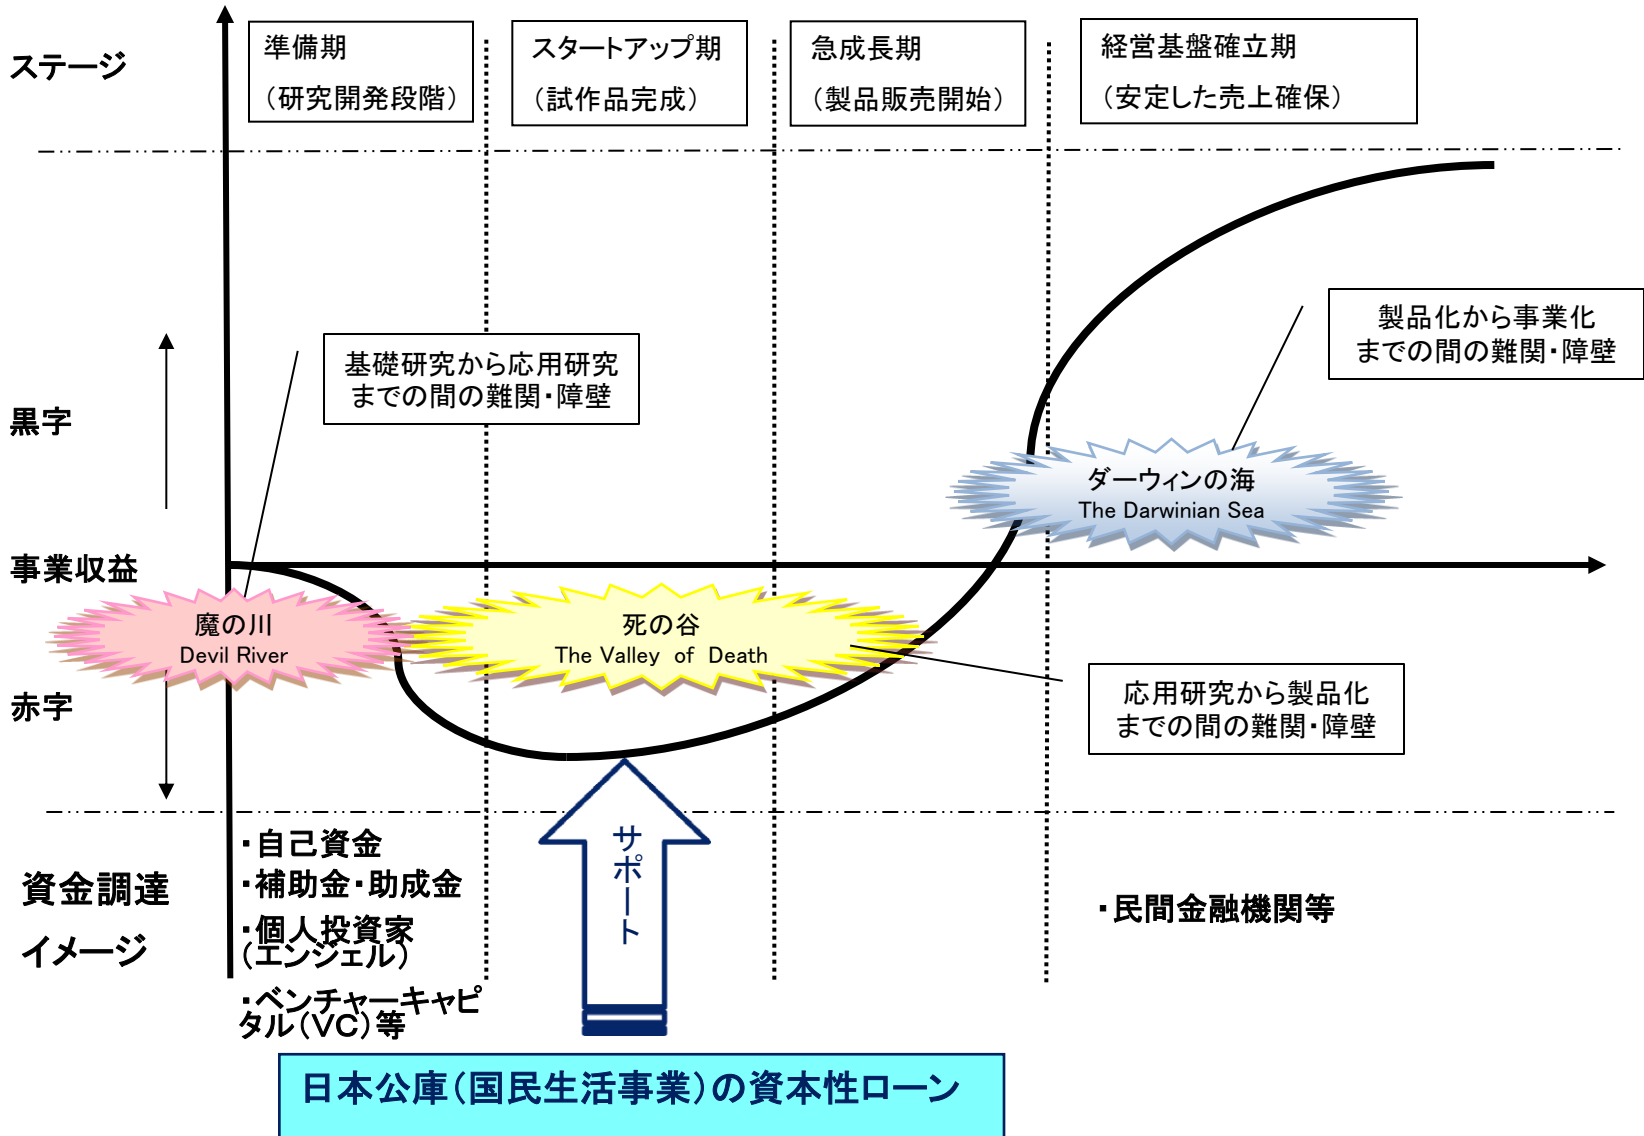 ステージ
準備期
（研究開発段階）
スタートアップ期
（試作品完成）
急成長期
（製品販売開始）
経営基盤確立期
（安定した売上確保）
製品化から事業化
までの間の難関・障壁
基礎研究から応用研究
までの間の難関・障壁
黒字
ダーウィンの海
The Darwinian Sea
事業収益
魔の川
Devil River
死の谷
The Valley of Death
赤字
応用研究から製品化
までの間の難関・障壁
資金調達
イメージ
・自己資金
・補助金・助成金
・個人投資家
（エンジェル）
・ベンチャーキャピ
タル（VC）等
サポート
・民間金融機関等
日本公庫（国民生活事業）の資本性ローン